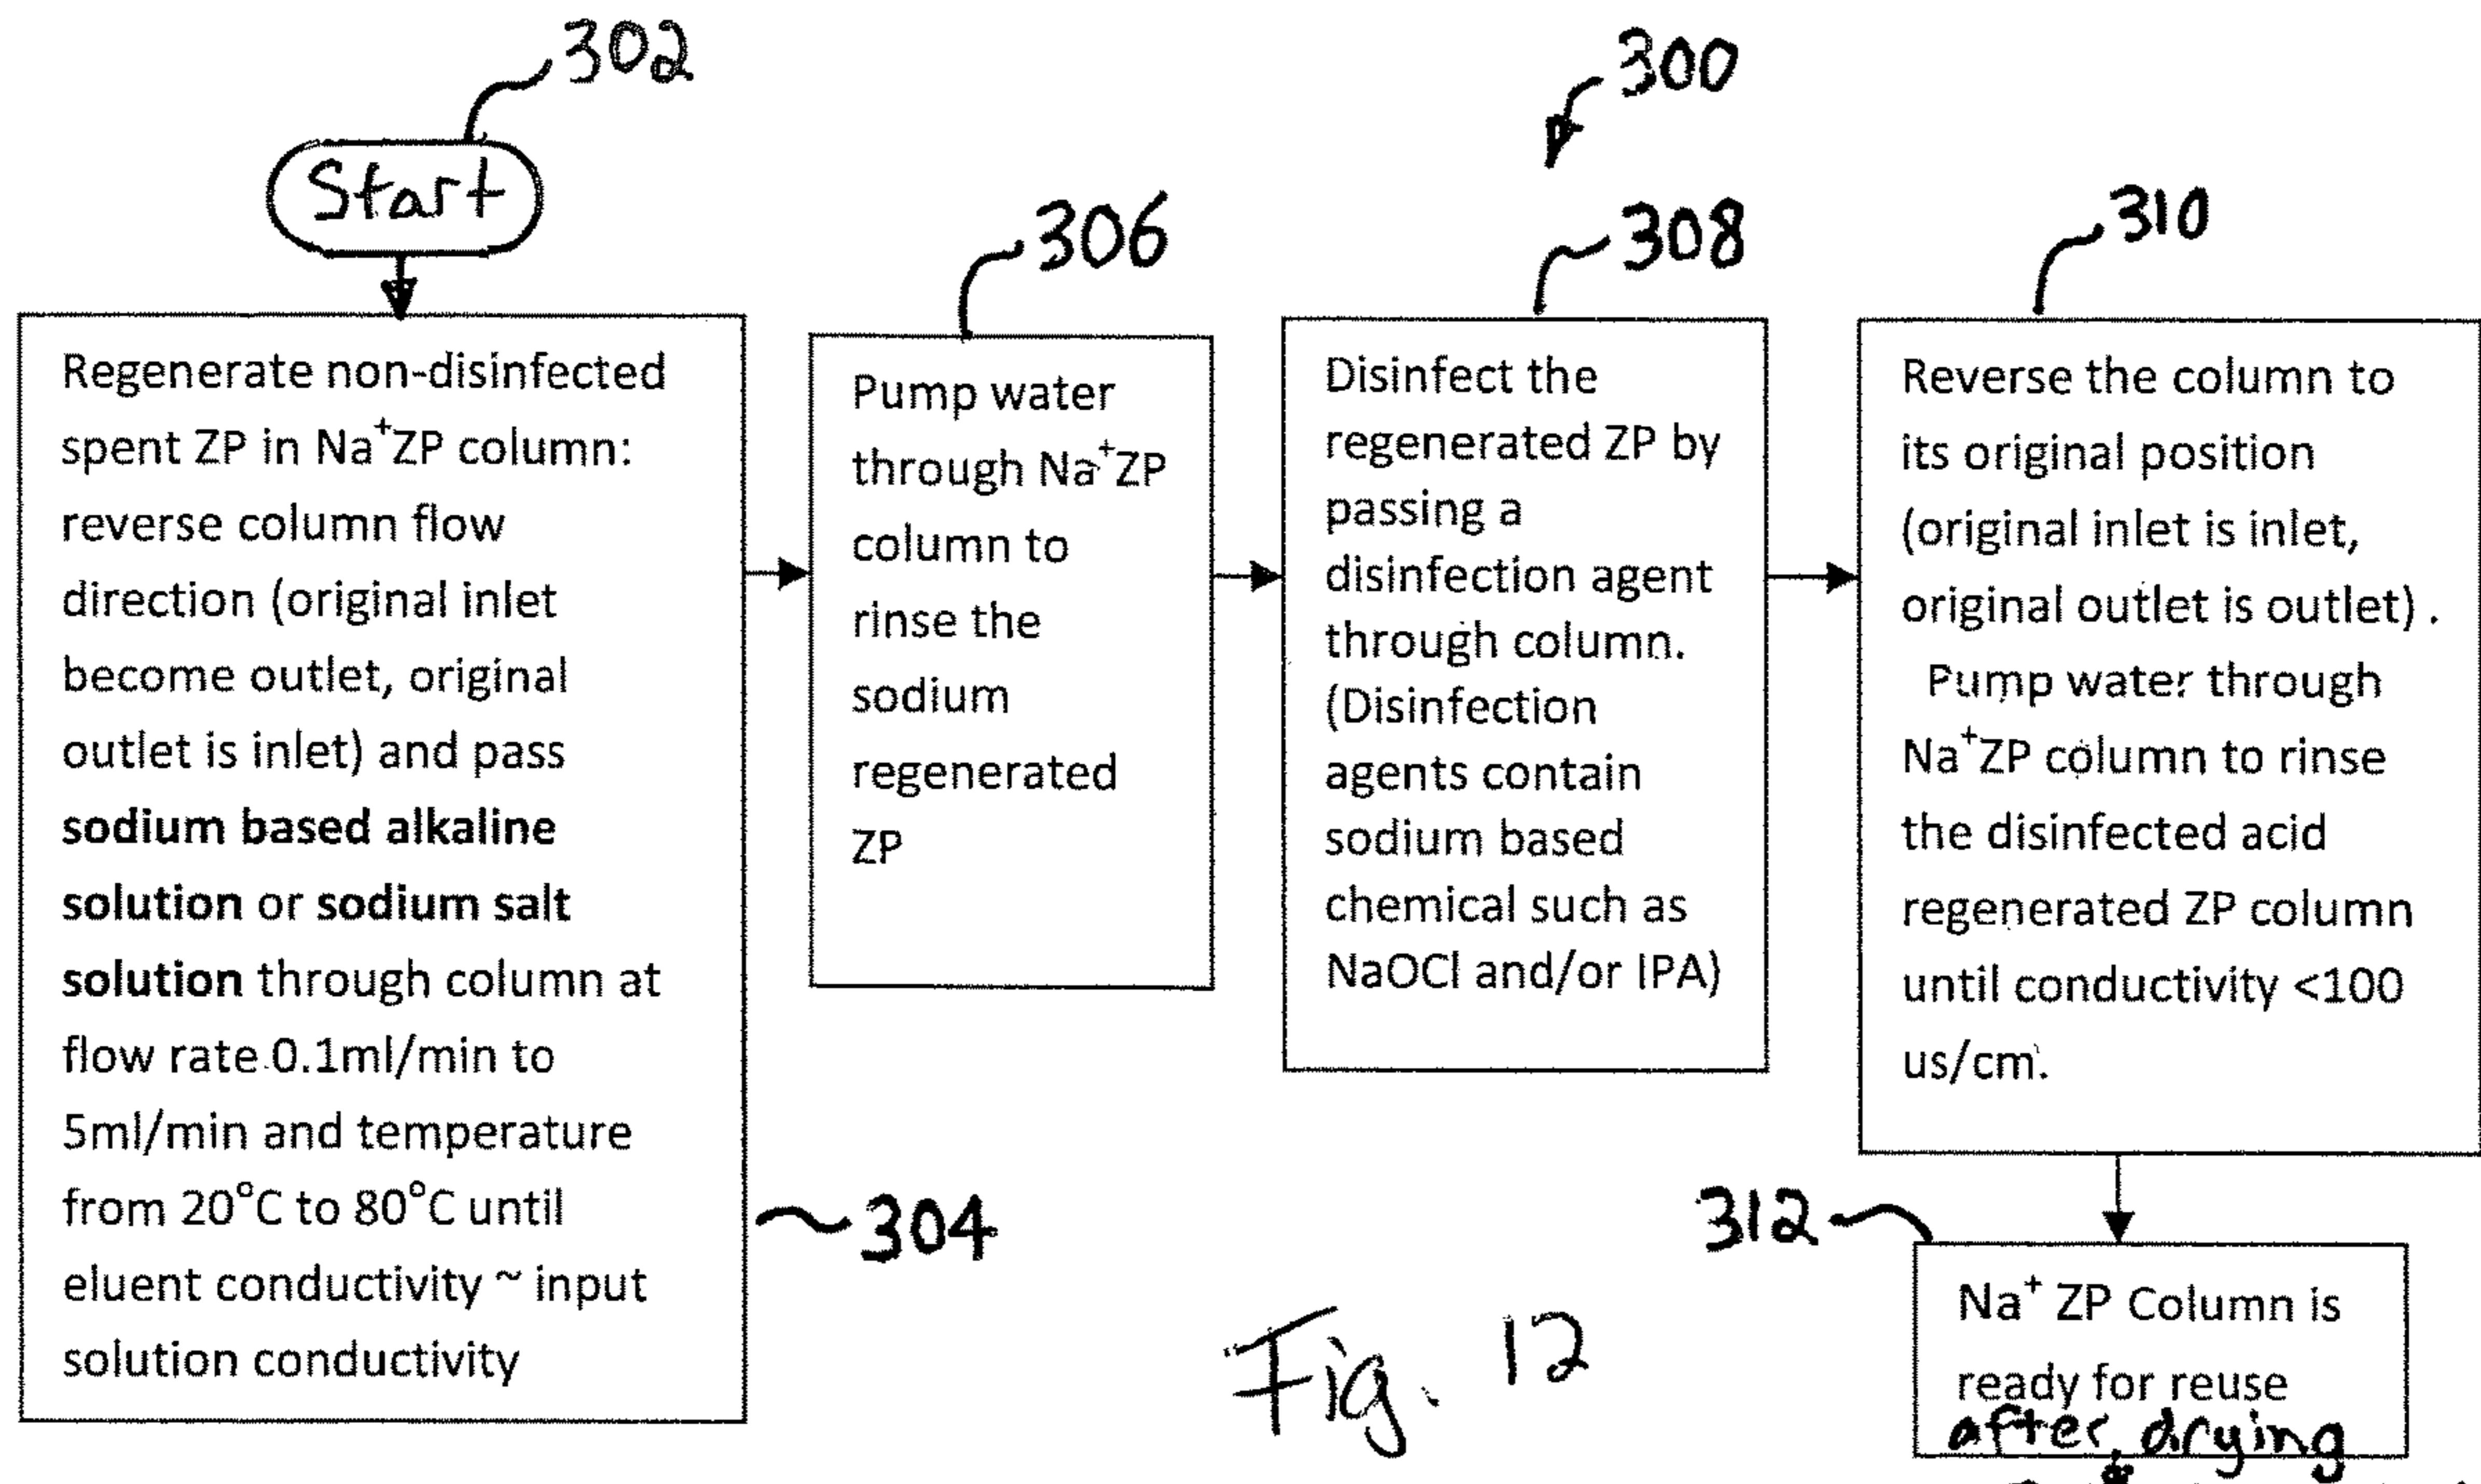 302
Start
300
306
308
310
Regenerate non-disinfected
spent ZP in Na⁺ZP column:
reverse column flow
direction (original inlet
become outlet, original
outlet is inlet) and pass
sodium based alkaline
solution or sodium salt
solution through column at
flow rate 0.1ml/min to
5ml/min and temperature
from 20°C to 80°C until
eluent conductivity ~ input
solution conductivity
304
Pump water
through Na⁺ZP
column to
rinse the
sodium
regenerated
ZP
Disinfect the
regenerated ZP by
passing a
disinfection agent
through column.
(Disinfection
agents contain
sodium based
chemical such as
NaOCl and/or IPA)
Reverse the column to
its original position
(original inlet is inlet,
original outlet is outlet) .
Pump water through
Na⁺ZP column to rinse
the disinfected acid
regenerated ZP column
until conductivity <100
us/cm.
312
Na⁺ ZP Column is
ready for reuse
after drying
Fig. 12